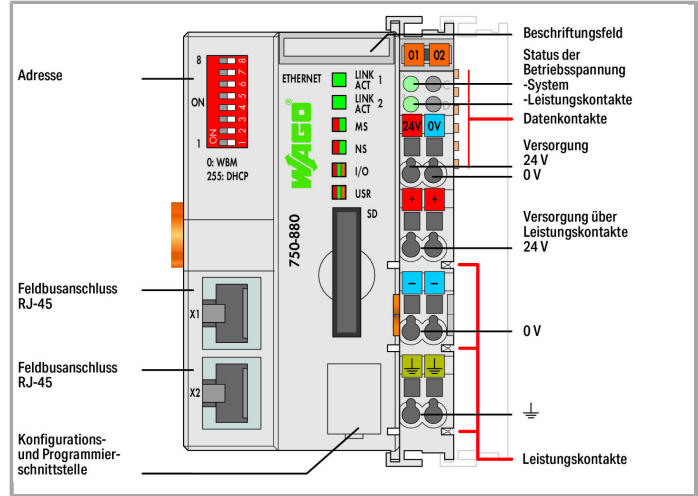 Adresse
Feldbusanschluss
RJ-45
Feldbusanschluss
RJ-45
Konfigurations-
und Programmier-
schnittstelle
8
ON
1
8
7
6
5
4
3
2
1
ON
0: WBM
255: DHCP
X1
X2
ETHERNET
LINK 1
ACT
LINK 2
ACT
MS
NS
I/O
USR
SD
WAGO
750-880
01 02
C
D
24V 0V
+ +
− −
Beschriftungsfeld
Status der
Betriebsspannung
-System
-Leistungskontakte
Datenkontakte
Versorgung
24 V
0 V
Versorgung über
Leistungskontakte
24 V
0 V
Leistungskontakte